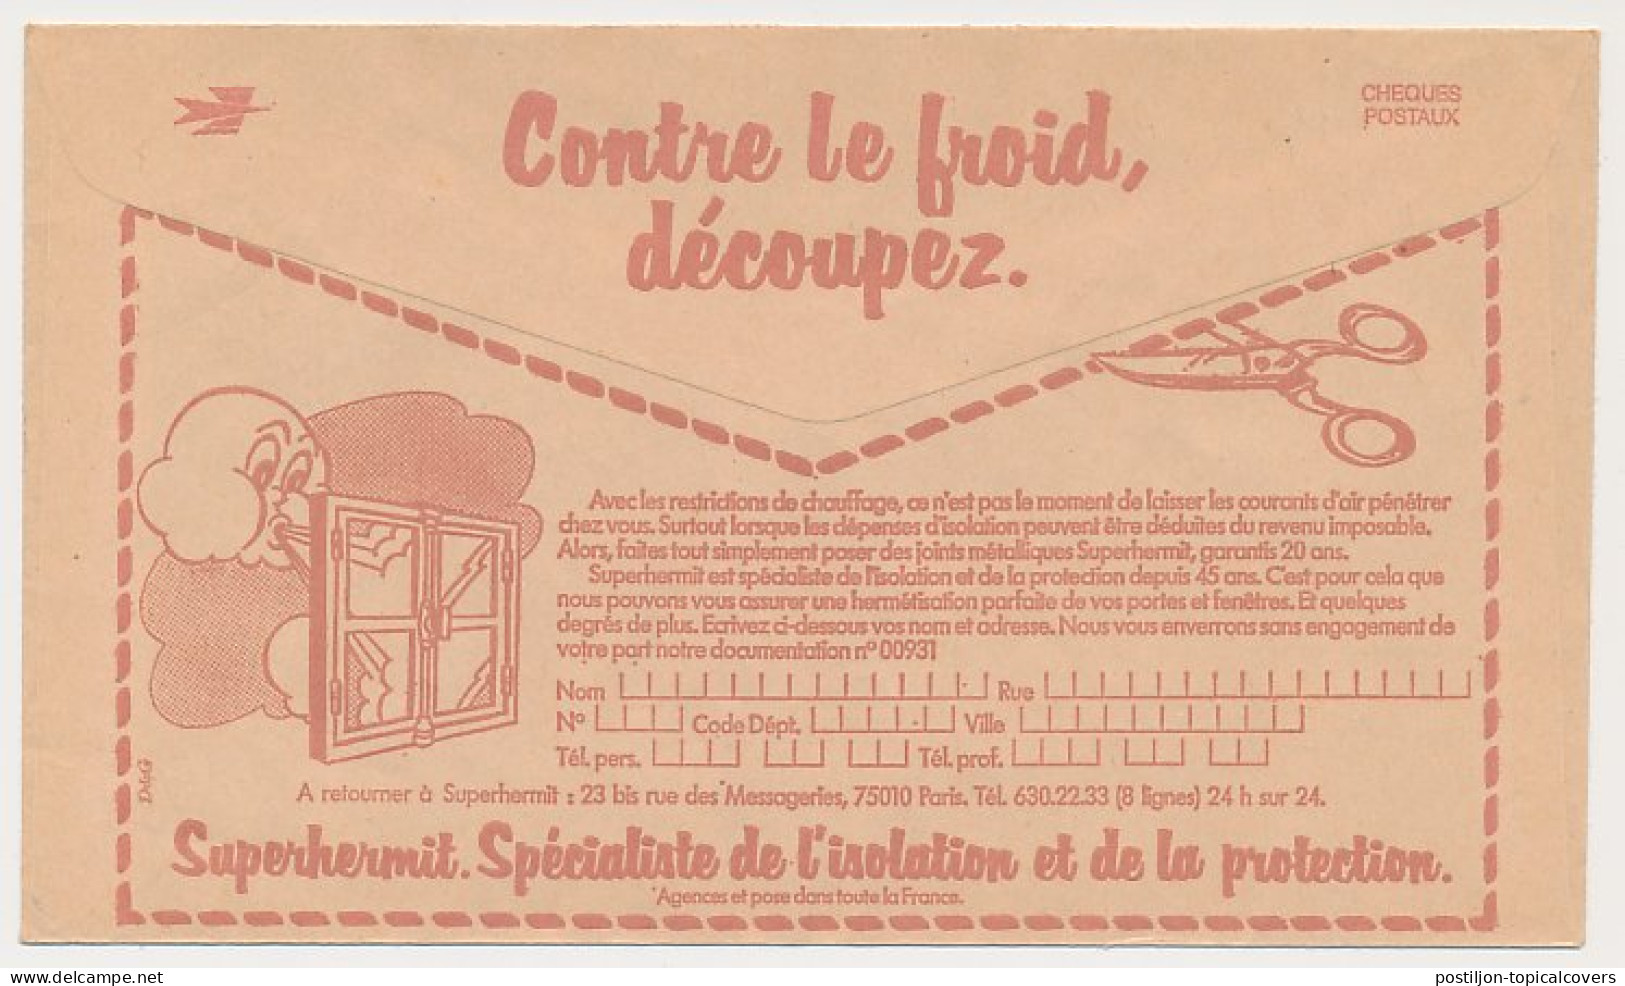 CHEQUES
POSTAUX
Contre le froid,
découpez.
Avec les restrictions de chauffage, ce n'est pas le moment de laisser les courants d'air pénétrer
chez vous. Surtout lorsque les dépenses d'isolation peuvent être déduites du revenu imposable.
Alors, faites tout simplement poser des joints métalliques Superhermit, garantis 20 ans.
Superhermit est spécialiste de l'isolation et de la protection depuis 45 ans. C'est pour cela que
nous pouvons vous assurer une hermétisation parfaite de vos portes et fenêtres. Et quelques
degrés de plus. Ecrivez ci-dessous vos nom et adresse. Nous vous enverrons sans engagement de
votre part notre documentation nº 00931
Nom Rue
Nº Code Dépt. Ville
Tél. pers. Tél. prof.
A retourner à Superhermit : 23 bis rue des Messageries, 75010 Paris. Tél. 630.22.33 (8 lignes) 24 h sur 24.
Superhermit. Spécialiste de l'isolation et de la protection.
Agences et pose dans toute la France.
delcampe.net
postiljon-topicalcovers